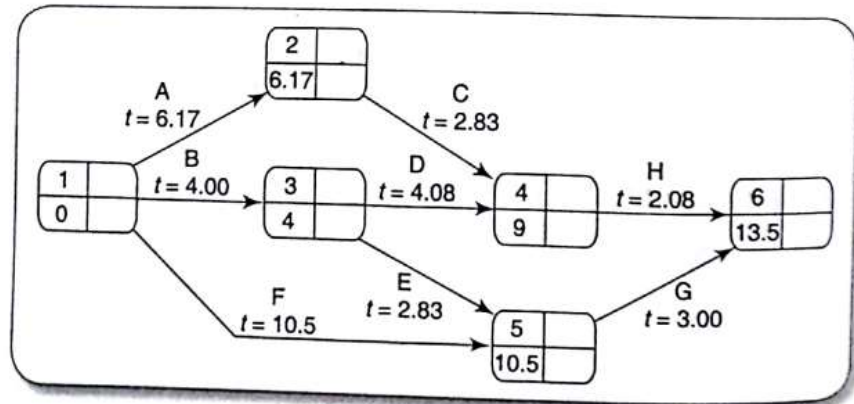 2
6.17
A
t = 6.17
C
t = 2.83
1
0
B
t = 4.00
3
4
D
t = 4.08
4
9
H
t = 2.08
6
13.5
F
t = 10.5
E
t = 2.83
5
10.5
G
t = 3.00